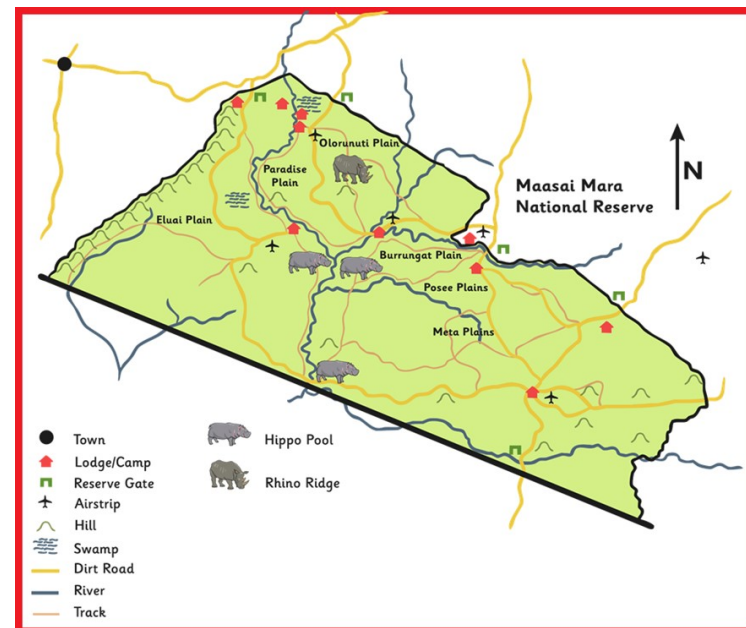 Olorunuti Plain
Paradise
Plain
Eluai Plain
Maasai Mara
National Reserve
N
Burrungat Plain
Posee Plains
Meta Plains
Town
Lodge/Camp
Reserve Gate
Airstrip
Hill
Swamp
Dirt Road
River
Track
Hippo Pool
Rhino Ridge